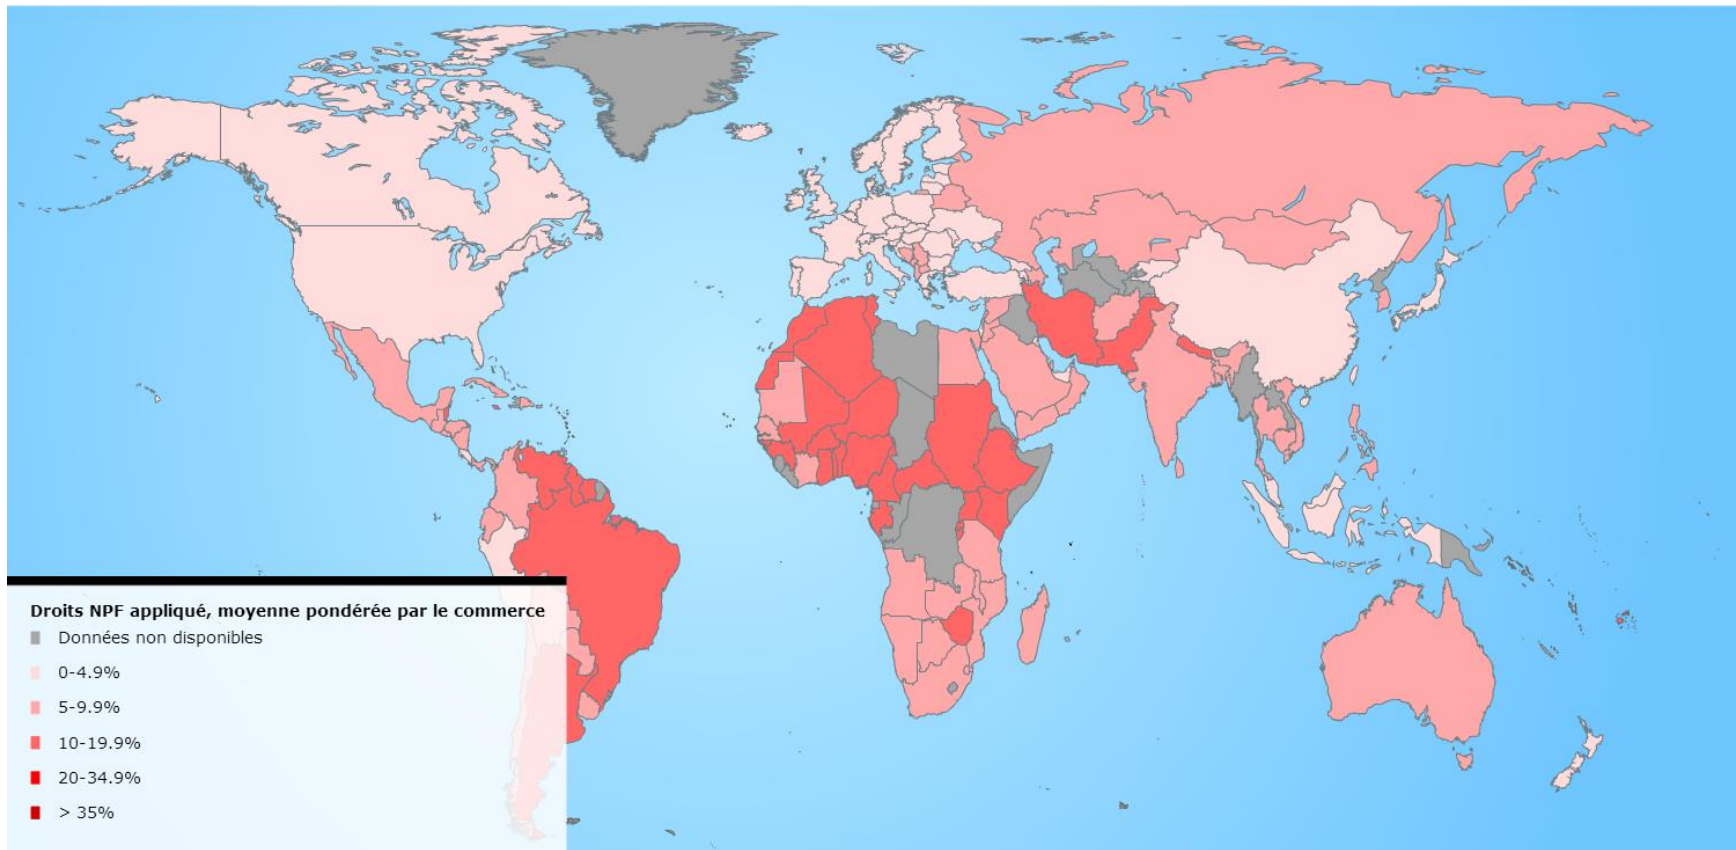 Droits NPF appliqué, moyenne pondérée par le commerce
Données non disponibles
0-4.9%
5-9.9%
10-19.9%
20-34.9%
> 35%